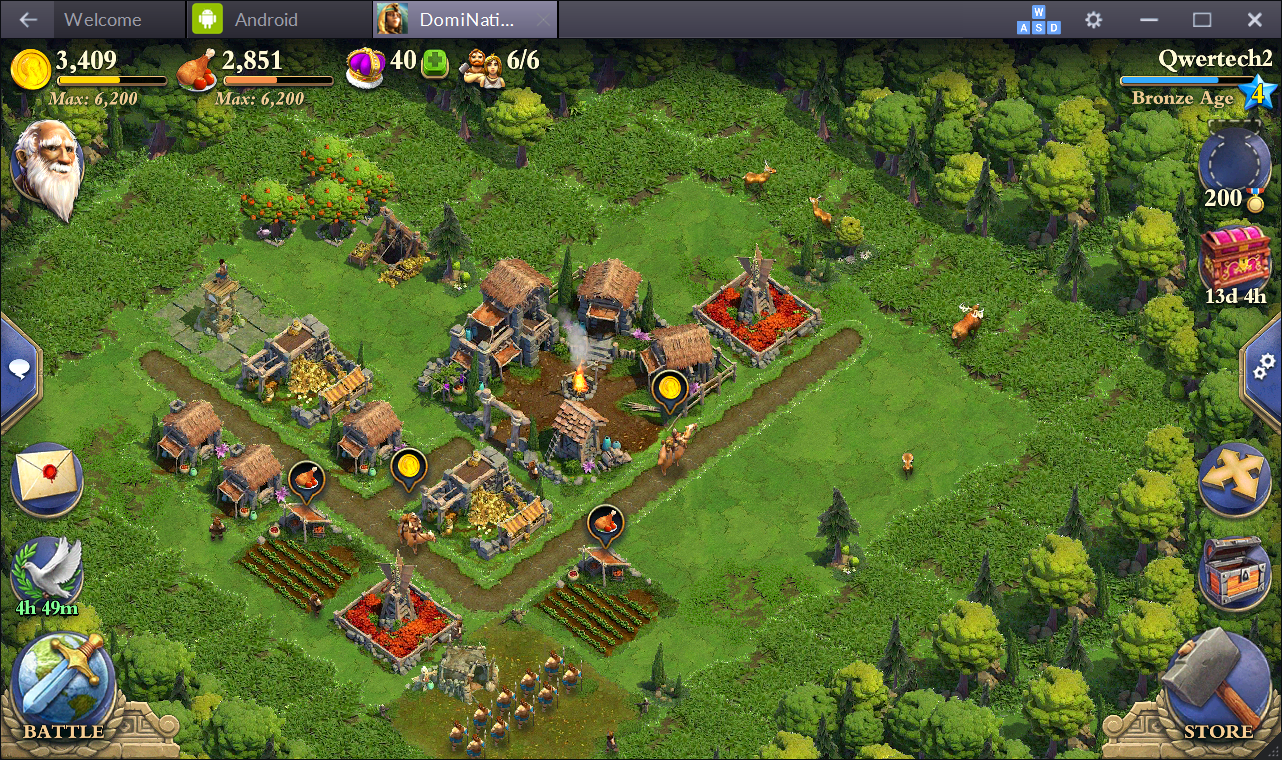 Welcome
Android
DomiNati...
W
A S D
3,409
Max: 6,200
2,851
Max: 6,200
40
6/6
Qwertech2
Bronze Age
4
200
13d 4h
4h 49m
BATTLE
STORE